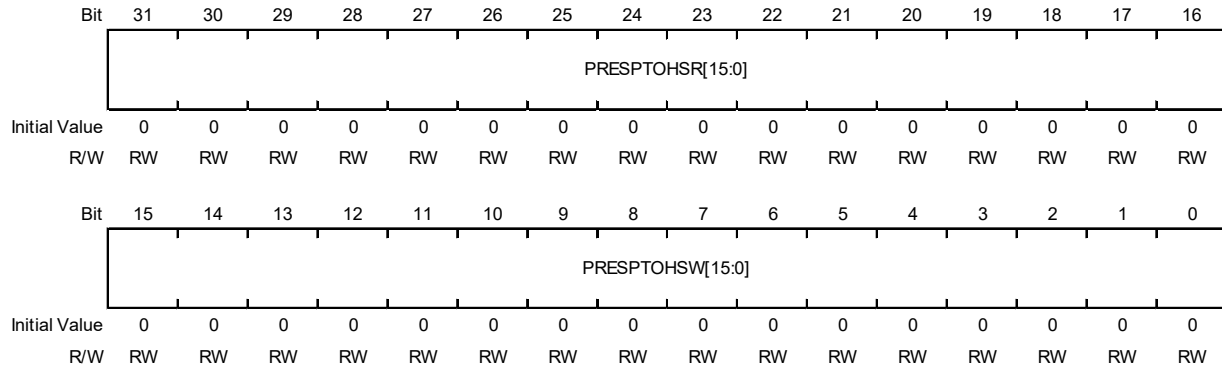 Bit 31 30 29 28 27 26 25 24 23 22 21 20 19 18 17 16
PRESPTOHSR[15:0]
Initial Value 0 0 0 0 0 0 0 0 0 0 0 0 0 0 0 0
R/W RW RW RW RW RW RW RW RW RW RW RW RW RW RW RW RW
Bit 15 14 13 12 11 10 9 8 7 6 5 4 3 2 1 0
PRESPTOHSW[15:0]
Initial Value 0 0 0 0 0 0 0 0 0 0 0 0 0 0 0 0
R/W RW RW RW RW RW RW RW RW RW RW RW RW RW RW RW RW